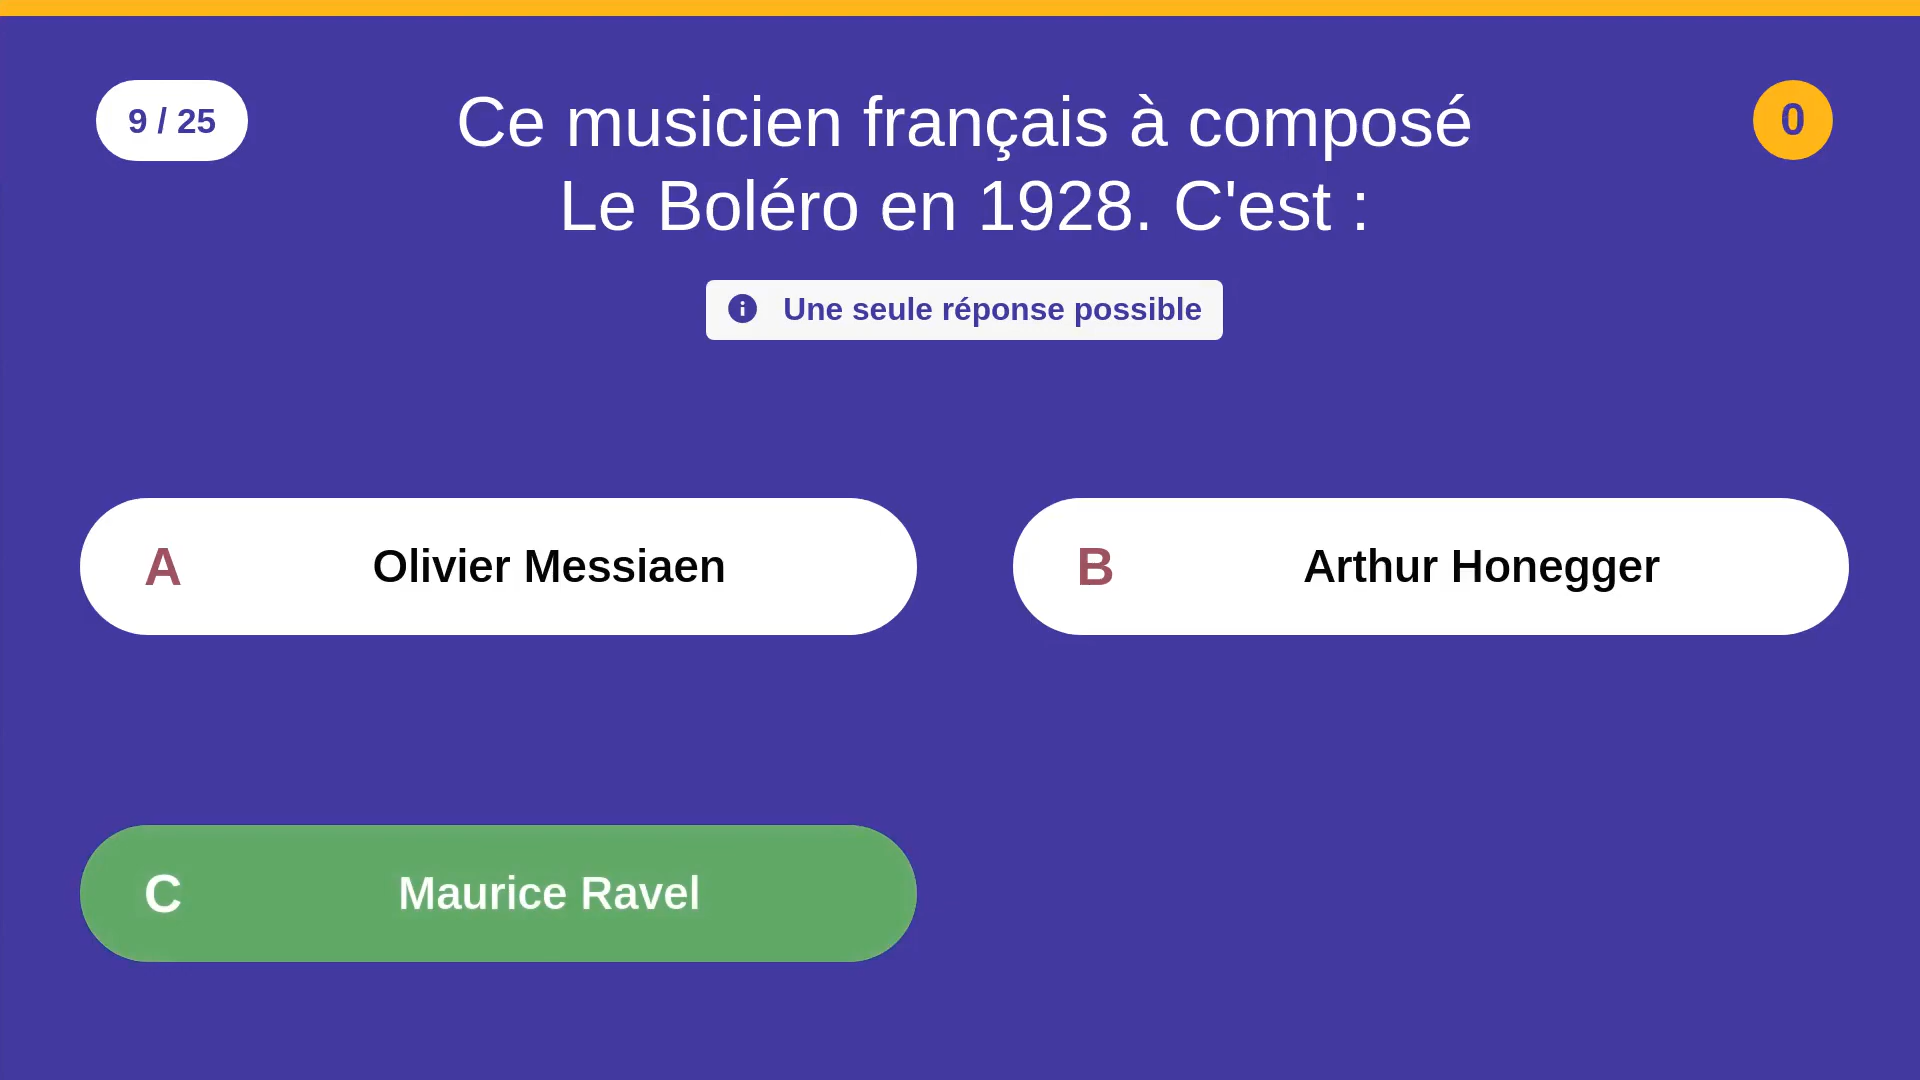 9 / 25
Ce musicien français à composé
Le Boléro en 1928. C'est :
0
Une seule réponse possible
A Olivier Messiaen
B Arthur Honegger
C Maurice Ravel